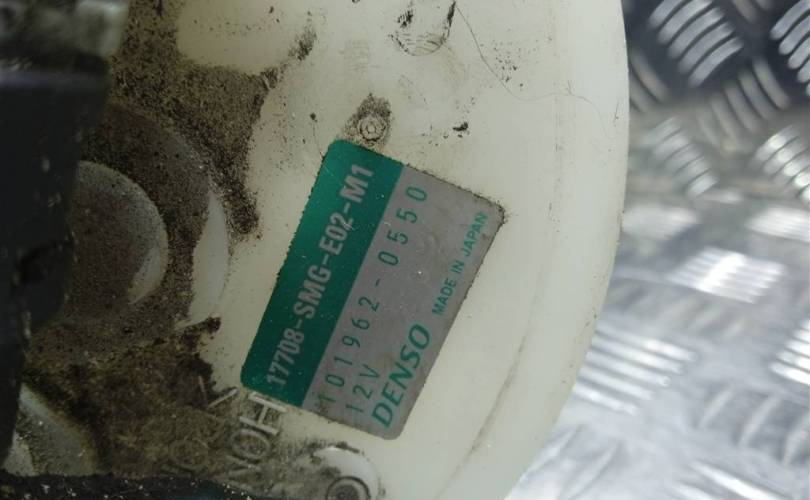 17708-SMG-E02-M1
101962-0550
12V
DENSO MADE IN JAPAN